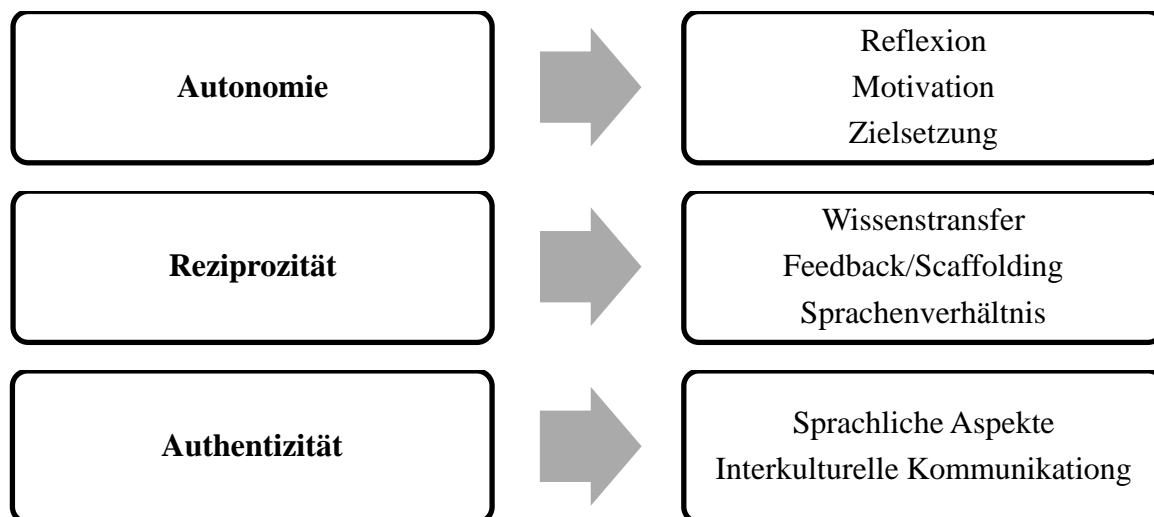 Autonomie
Reflexion
Motivation
Zielsetzung
Reziprozität
Wissenstransfer
Feedback/Scaffolding
Sprachenverhältnis
Authentizität
Sprachliche Aspekte
Interkulturelle Kommunikationg